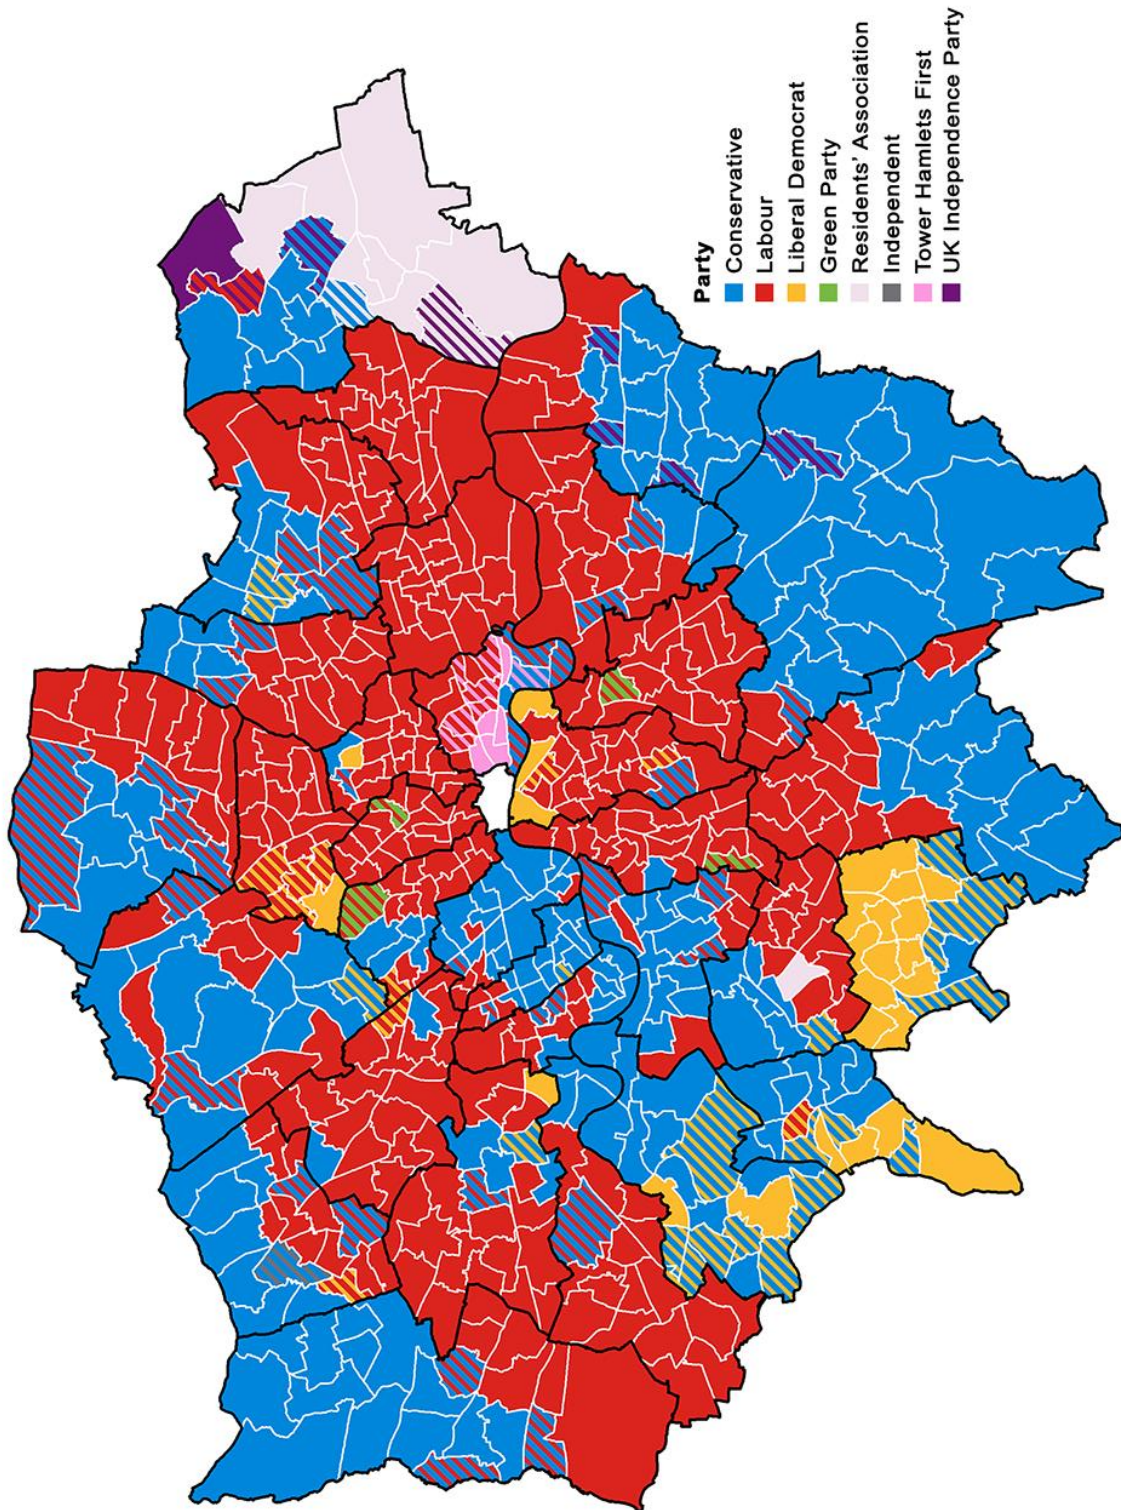 Party
Conservative
Labour
Liberal Democrat
Green Party
Residents' Association
Independent
Tower Hamlets First
UK Independence Party